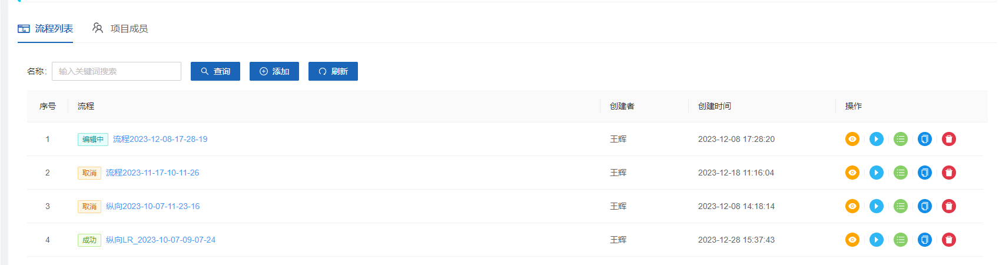 流程列表 项目成员
名称: 输入关键词搜索 查询 添加 刷新
序号 流程 创建者 创建时间 操作
1 编辑中 流程2023-12-08-17-28-19 王辉 2023-12-08 17:28:20
2 取消 流程2023-11-17-10-11-26 王辉 2023-12-18 11:16:04
3 取消 纵向2023-10-07-11-23-16 王辉 2023-12-08 14:18:14
4 成功 纵向LR_2023-10-07-09-07-24 王辉 2023-12-28 15:37:43